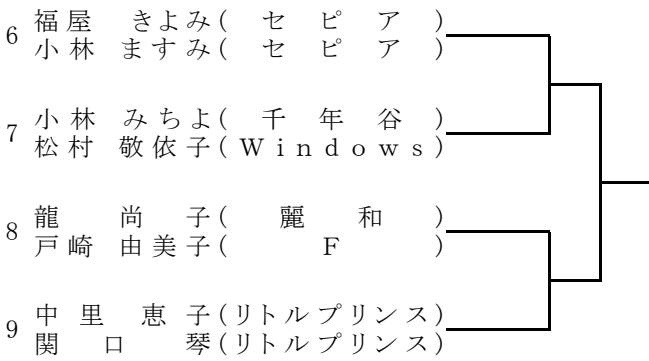 6 福屋 きよみ(セピア)
小林 ますみ(セピア)
7 小林 みちよ(千年谷)
松村 敬依子(Windows)
8 龍 尚子(麗和)
戸崎 由美子(F)
9 中里 恵子(リトルプリンス)
関口 琴(リトルプリンス)